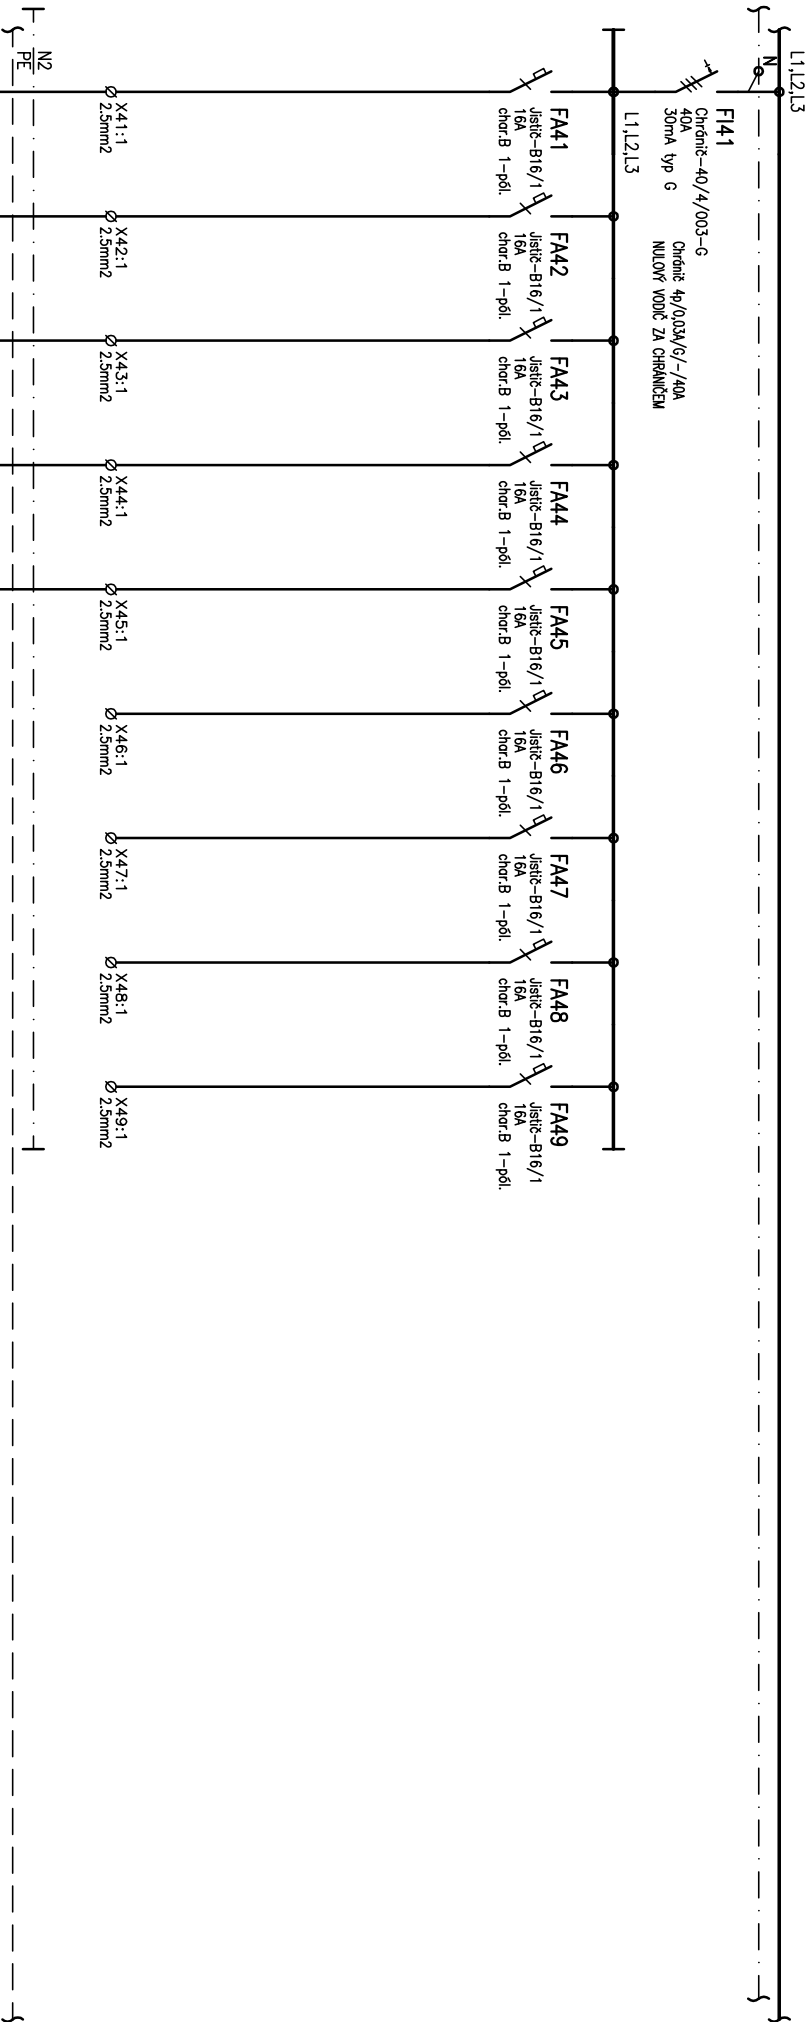 L1,L2,L3
N
FI41
Chránič-40/4/003-G
40A
30mA typ G
Chránič 4p/0,03A/G/-/40A
NULOVÝ VODIČ ZA CHRÁNIČEM
L1,L2,L3
FA41
Jistič-B16/1
16A
char.B 1-pól.
FA42
Jistič-B16/1
16A
char.B 1-pól.
FA43
Jistič-B16/1
16A
char.B 1-pól.
FA44
Jistič-B16/1
16A
char.B 1-pól.
FA45
Jistič-B16/1
16A
char.B 1-pól.
FA46
Jistič-B16/1
16A
char.B 1-pól.
FA47
Jistič-B16/1
16A
char.B 1-pól.
FA48
Jistič-B16/1
16A
char.B 1-pól.
FA49
Jistič-B16/1
16A
char.B 1-pól.
X41:1
2.5mm2
X42:1
2.5mm2
X43:1
2.5mm2
X44:1
2.5mm2
X45:1
2.5mm2
X46:1
2.5mm2
X47:1
2.5mm2
X48:1
2.5mm2
X49:1
2.5mm2
N2
PE